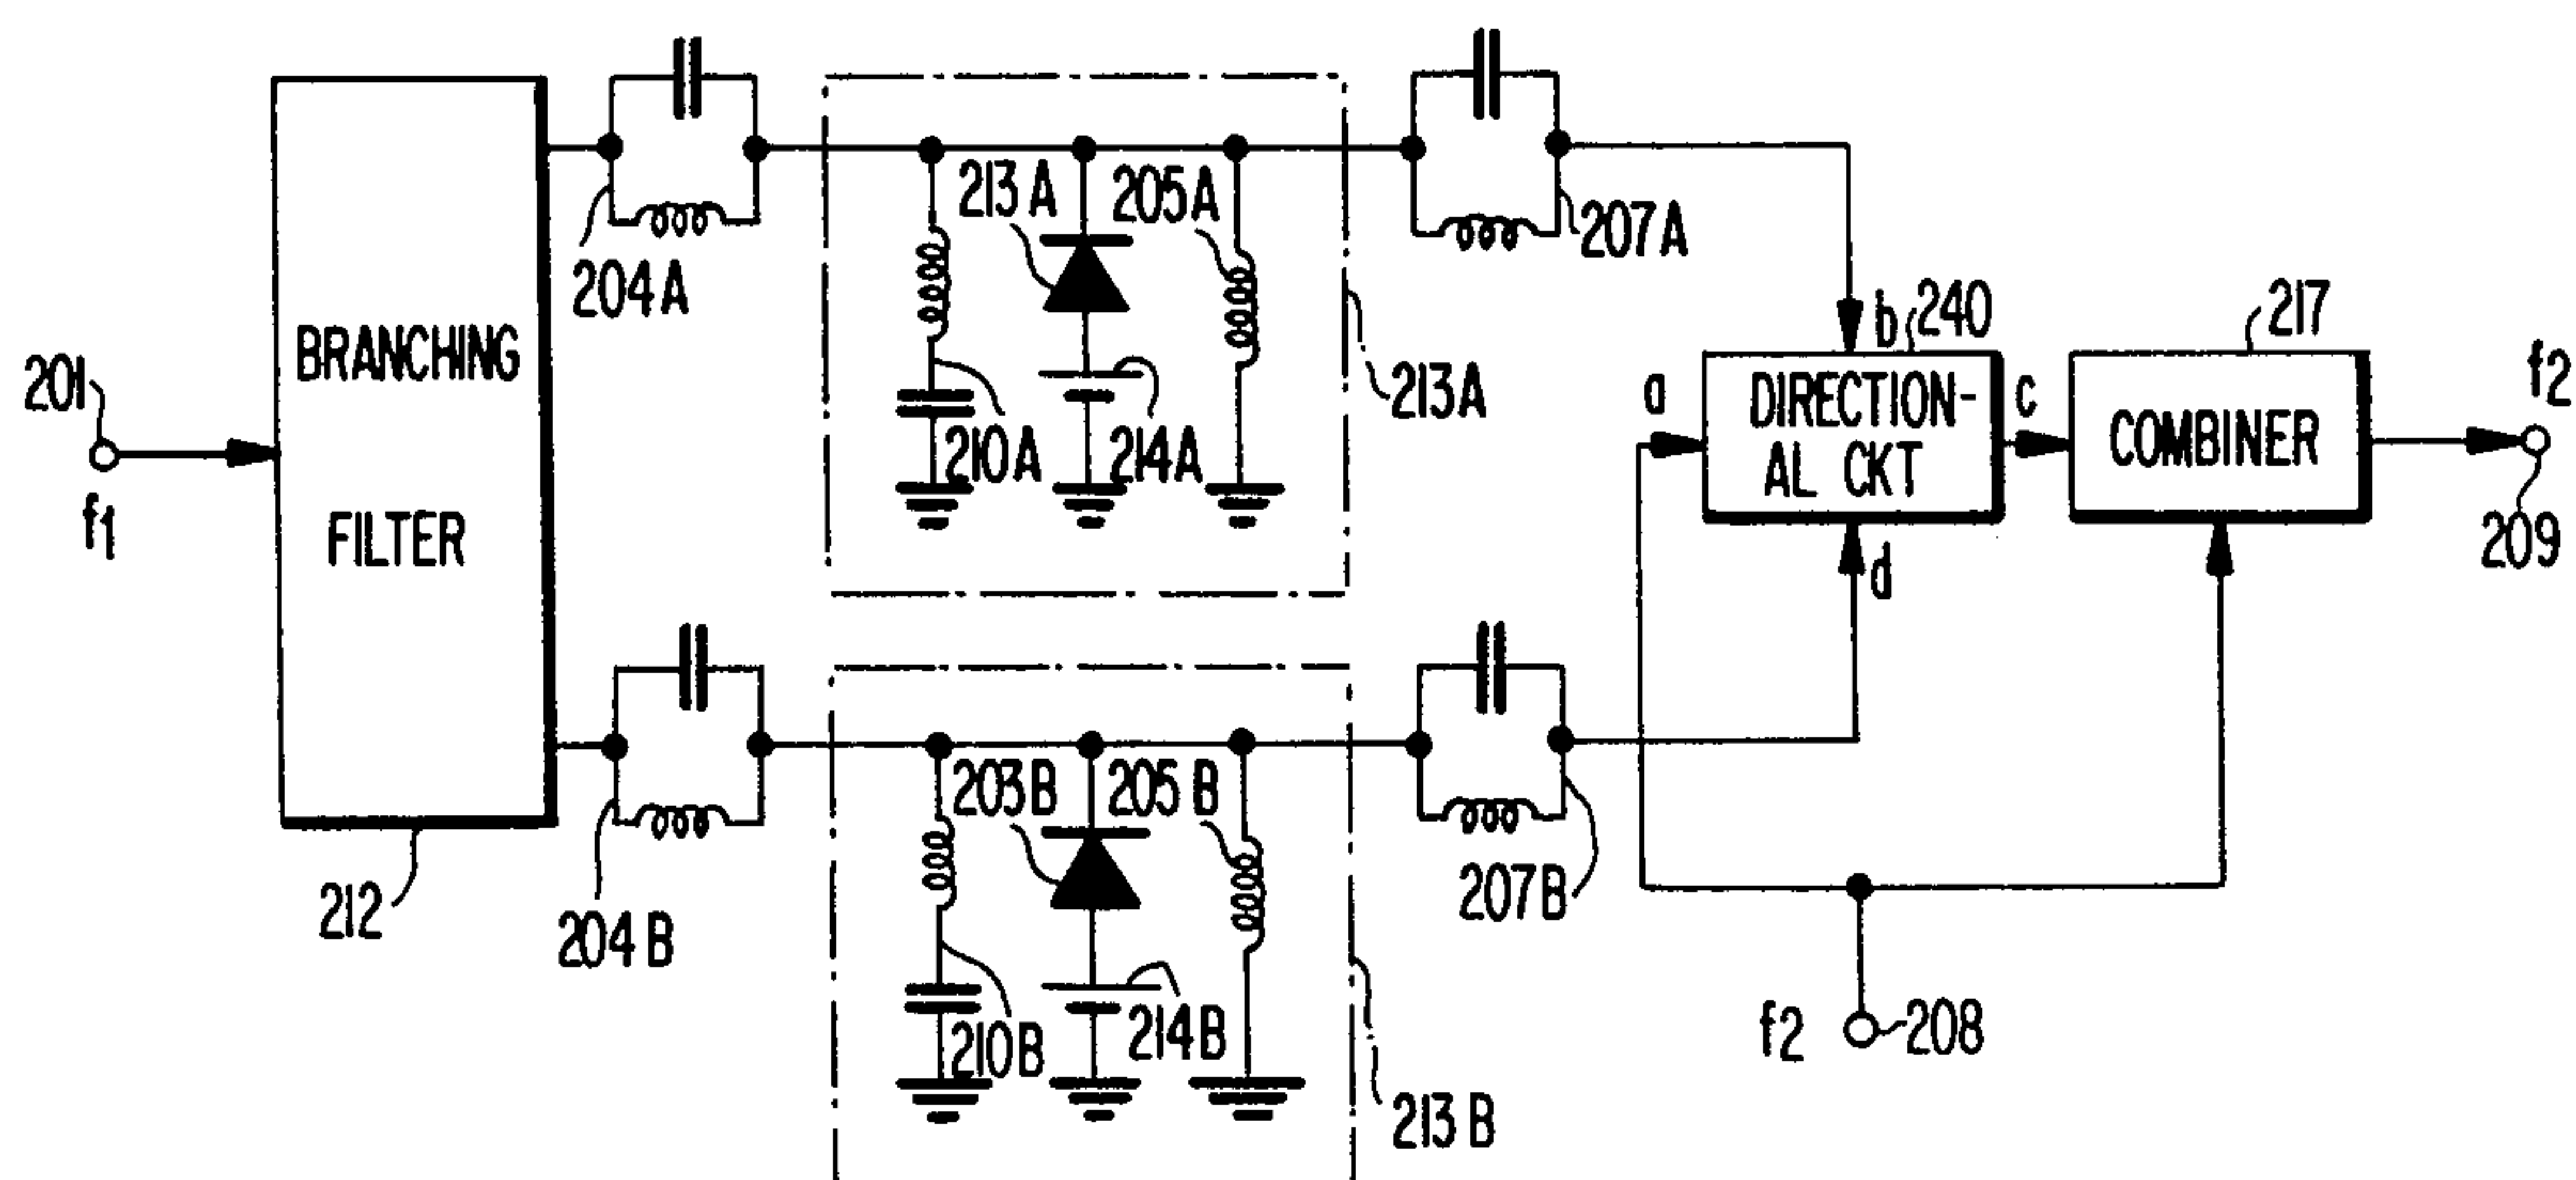 201
f1
BRANCHING
FILTER
212
204A
213A
205A
210A
214A
213A
207A
b
240
a
DIRECTION-
AL CKT
c
d
217
COMBINER
f2
209
204B
203B
205B
210B
214B
213B
207B
f2
208